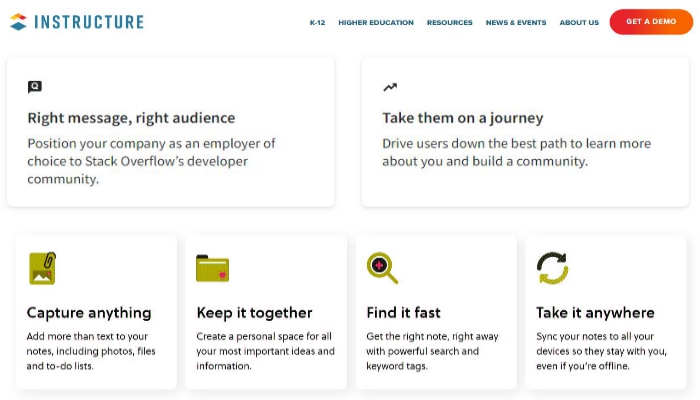 INSTRUCTURE
K-12 HIGHER EDUCATION RESOURCES NEWS & EVENTS ABOUT US GET A DEMO
Right message, right audience
Position your company as an employer of
choice to Stack Overflow's developer
community.
Take them on a journey
Drive users down the best path to learn more
about you and build a community.
Capture anything
Add more than text to your
notes, including photos, files
and to-do lists.
Keep it together
Create a personal space for all
your most important ideas and
information.
Find it fast
Get the right note, right away
with powerful search and
keyword tags.
Take it anywhere
Sync your notes to all your
devices so they stay with you,
even if you're offline.